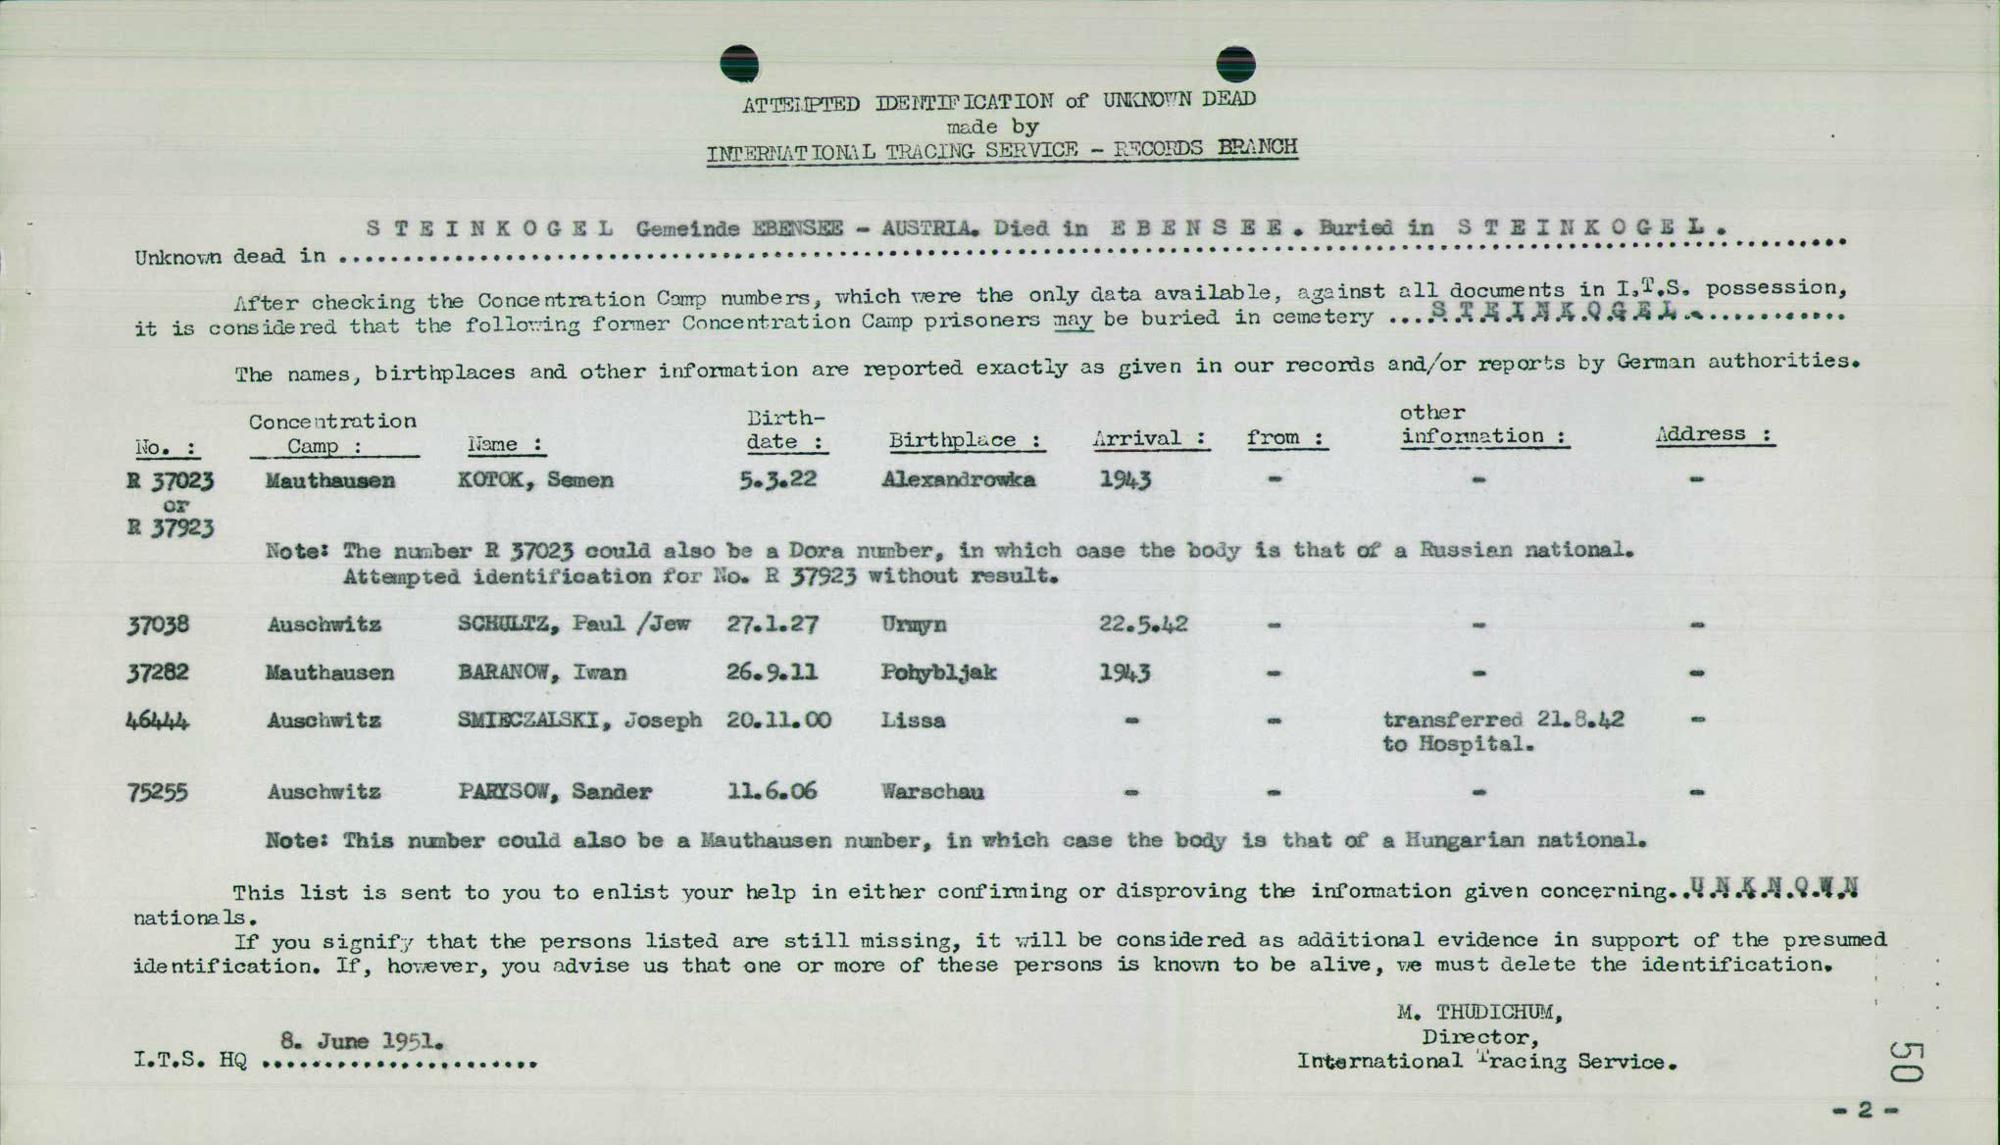 ATTEMPTED IDENTIFICATION of UNKNOWN DEAD
made by
INTERNATIONAL TRACING SERVICE - RECORDS BRANCH
S T E I N K O G E L Gemeinde EBENSEE - AUSTRIA. Died in E B E N S E E . Buried in S T E I N K O G E L .
Unknown dead in ..........
After checking the Concentration Camp numbers, which were the only data available, against all documents in I.T.S. possession,
it is considered that the following former Concentration Camp prisoners may be buried in cemetery ....S.T.E.I.N.K.O.G.E.L.............
The names, birthplaces and other information are reported exactly as given in our records and/or reports by German authorities.
No. : Concentration Camp : Name : Birth-date : Birthplace : Arrival : from : other information : Address :
R 37023 Mauthausen KOTOK, Semen 5.3.22 Alexandrowka 1943 - - -
or
R 37923
Note: The number R 37023 could also be a Dora number, in which case the body is that of a Russian national.
Attempted identification for No. R 37923 without result.
37038 Auschwitz SCHULTZ, Paul /Jew 27.1.27 Urmyn 22.5.42 - - -
37282 Mauthausen BARANOW, Iwan 26.9.11 Pohybljak 1943 - - -
46444 Auschwitz SMIECZALSKI, Joseph 20.11.00 Lissa - - transferred 21.8.42 -
to Hospital.
75255 Auschwitz PARYSOW, Sander 11.6.06 Warschau - - - -
Note: This number could also be a Mauthausen number, in which case the body is that of a Hungarian national.
This list is sent to you to enlist your help in either confirming or disproving the information given concerning..U.N.K.N.O.W.N
nationals.
If you signify that the persons listed are still missing, it will be considered as additional evidence in support of the presumed
identification. If, however, you advise us that one or more of these persons is known to be alive, we must delete the identification.
M. THUDICHUM,
Director,
International Tracing Service.
8. June 1951.
I.T.S. HQ ......................
50
- 2 -